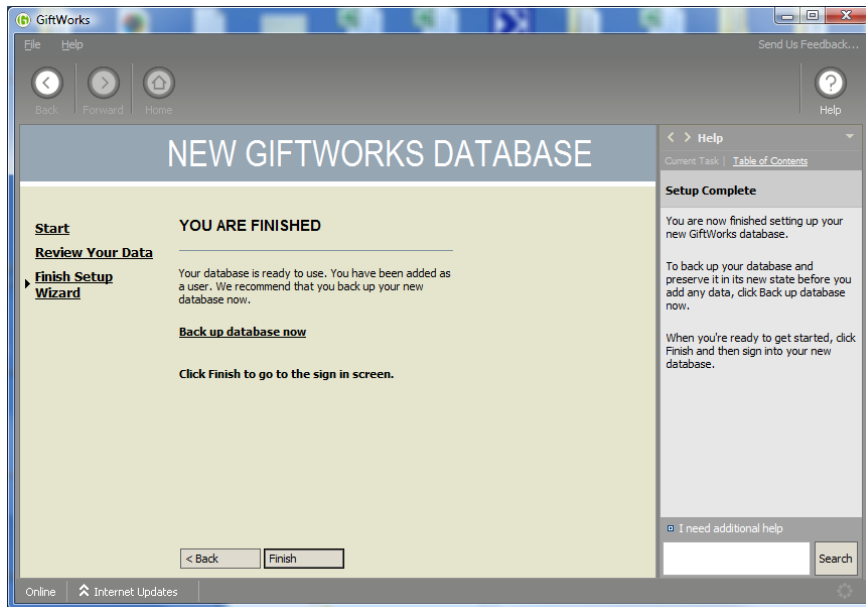 GiftWorks
File Help
Send Us Feedback...
Back Forward Home
Help
NEW GIFTWORKS DATABASE
Start
Review Your Data
Finish Setup
Wizard
YOU ARE FINISHED
Your database is ready to use. You have been added as
a user. We recommend that you back up your new
database now.
Back up database now
Click Finish to go to the sign in screen.
< Back
Finish
< > Help
Current Task | Table of Contents
Setup Complete
You are now finished setting up your
new GiftWorks database.
To back up your database and
preserve it in its new state before you
add any data, click Back up database
now.
When you're ready to get started, click
Finish and then sign into your new
database.
I need additional help
Search
Online
Internet Updates